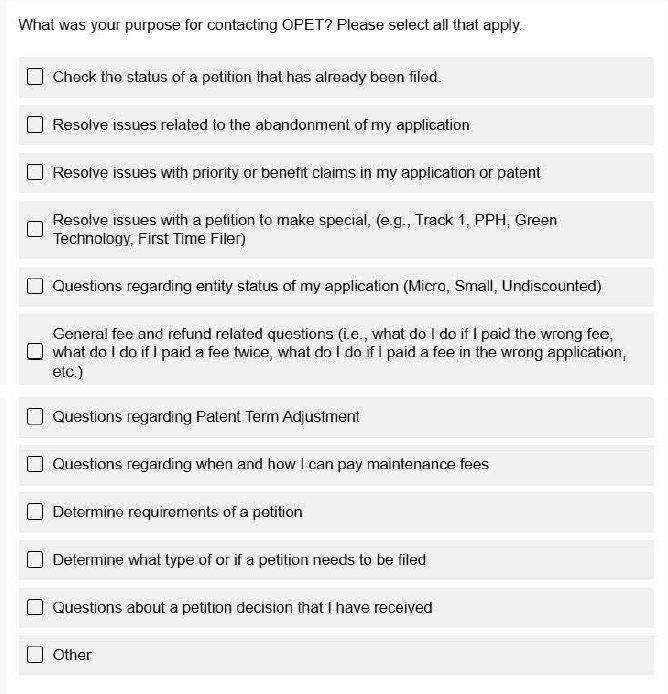 What was your purpose for contacting OPET? Please select all that apply.
Check the status of a petition that has already been filed.
Resolve issues related to the abandonment of my application
Resolve issues with priority or benefit claims in my application or patent
Resolve issues with a petition to make special, (e.g., Track 1, PPH, Green
Technology, First Time Filer)
Questions regarding entity status of my application (Micro, Small, Undiscounted)
General fee and refund related questions (i.e., what do I do if I paid the wrong fee,
what do I do if I paid a fee twice, what do I do if I paid a fee in the wrong application,
etc.)
Questions regarding Patent Term Adjustment
Questions regarding when and how I can pay maintenance fees
Determine requirements of a petition
Determine what type of or if a petition needs to be filed
Questions about a petition decision that I have received
Other